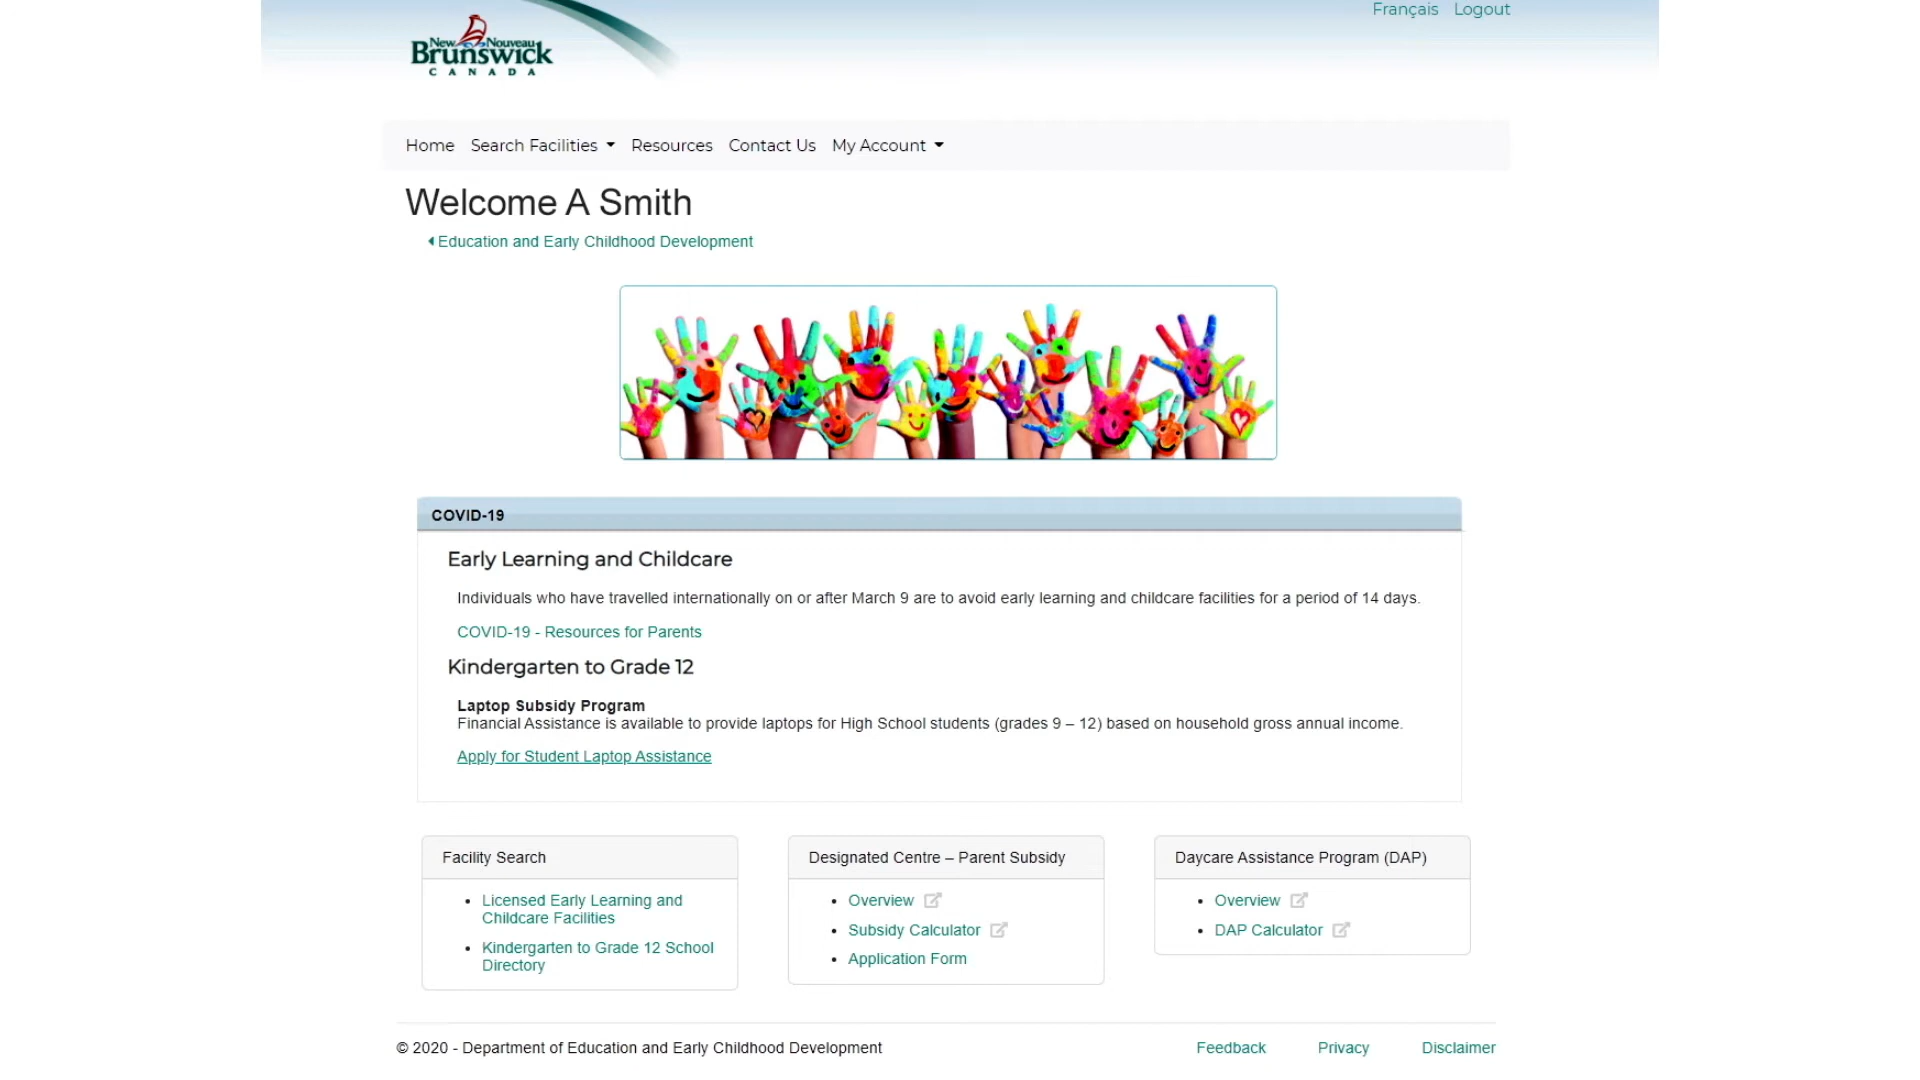 Français Logout
New Nouveau
Brunswick
CANADA
Home Search Facilities Resources Contact Us My Account
Welcome A Smith
Education and Early Childhood Development
COVID-19
Early Learning and Childcare
Individuals who have travelled internationally on or after March 9 are to avoid early learning and childcare facilities for a period of 14 days.
COVID-19 - Resources for Parents
Kindergarten to Grade 12
Laptop Subsidy Program
Financial Assistance is available to provide laptops for High School students (grades 9 – 12) based on household gross annual income.
Apply for Student Laptop Assistance
Facility Search
Licensed Early Learning and
Childcare Facilities
Kindergarten to Grade 12 School
Directory
Designated Centre – Parent Subsidy
Overview
Subsidy Calculator
Application Form
Daycare Assistance Program (DAP)
Overview
DAP Calculator
© 2020 - Department of Education and Early Childhood Development
Feedback Privacy Disclaimer